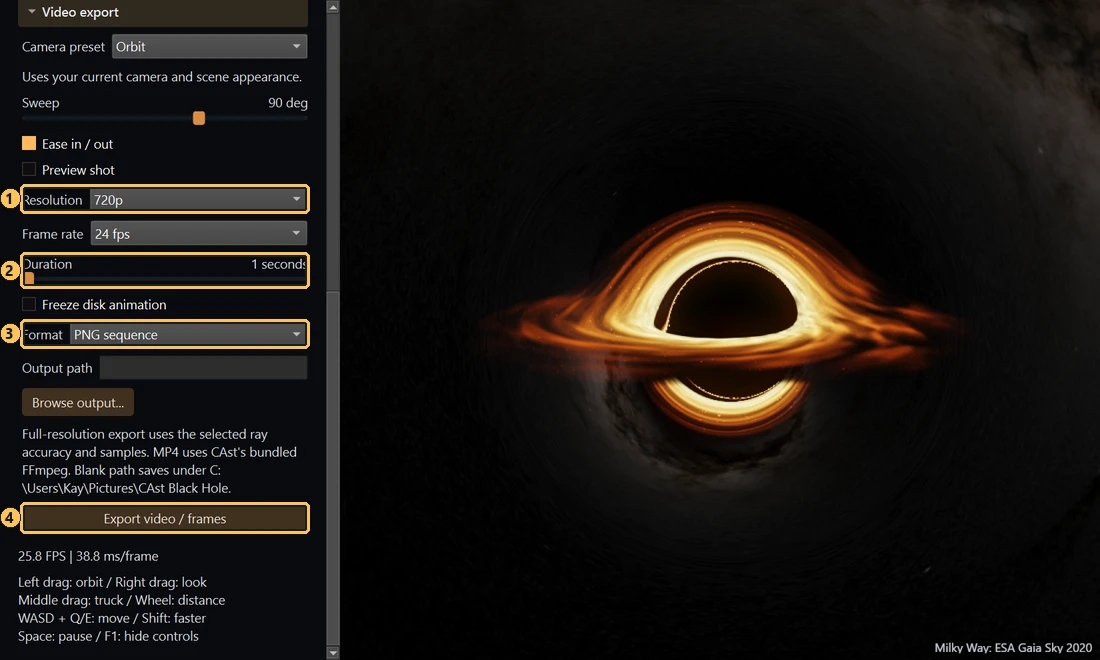 Video export
Camera preset Orbit
Uses your current camera and scene appearance.
Sweep 90 deg
Ease in / out
Preview shot
1 Resolution 720p
Frame rate 24 fps
2 Duration 1 seconds
Freeze disk animation
3 Format PNG sequence
Output path
Browse output...
Full-resolution export uses the selected ray
accuracy and samples. MP4 uses CAst's bundled
FFmpeg. Blank path saves under C:
\Users\Kay\Pictures\CAst Black Hole.
4 Export video / frames
25.8 FPS | 38.8 ms/frame
Left drag: orbit / Right drag: look
Middle drag: truck / Wheel: distance
WASD + Q/E: move / Shift: faster
Space: pause / F1: hide controls
Milky Way: ESA Gaia Sky 2020